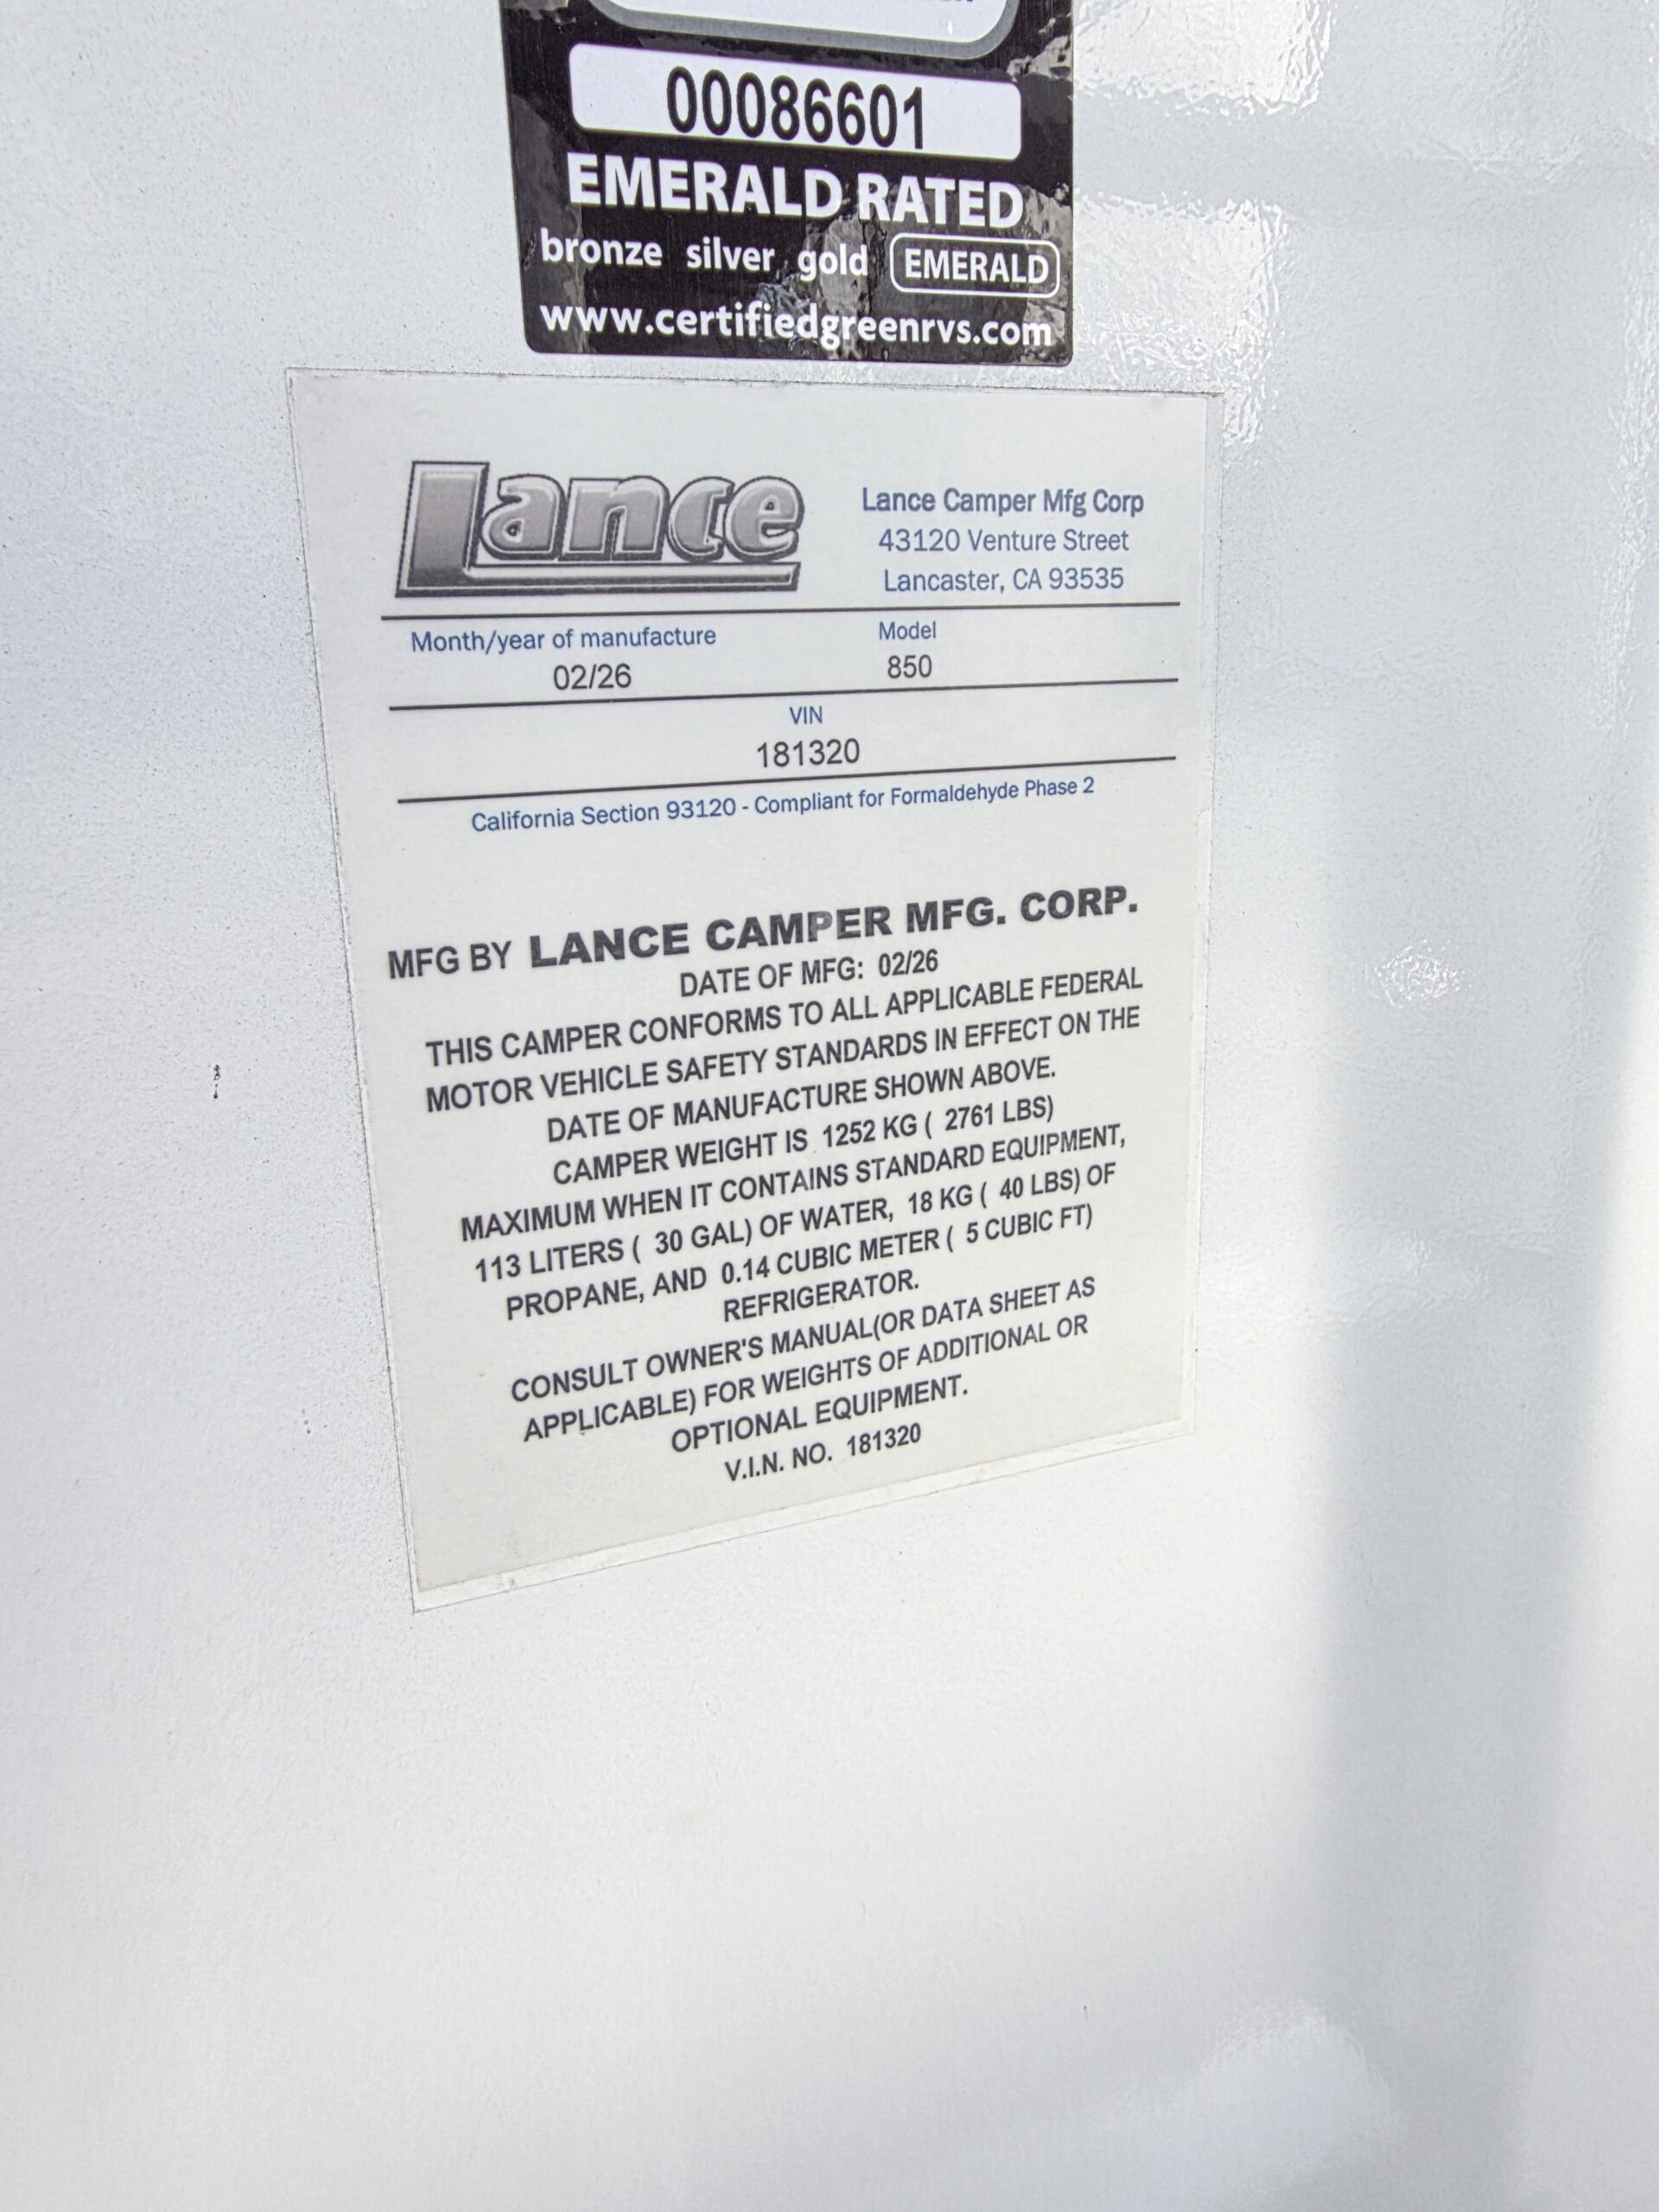 00086601
EMERALD RATED
bronze silver gold EMERALD
www.certifiedgreenrvs.com
Lance
Lance Camper Mfg Corp
43120 Venture Street
Lancaster, CA 93535
Month/year of manufacture Model
02/26 850
VIN
181320
California Section 93120 - Compliant for Formaldehyde Phase 2
MFG BY LANCE CAMPER MFG. CORP.
DATE OF MFG: 02/26
THIS CAMPER CONFORMS TO ALL APPLICABLE FEDERAL
MOTOR VEHICLE SAFETY STANDARDS IN EFFECT ON THE
DATE OF MANUFACTURE SHOWN ABOVE.
CAMPER WEIGHT IS 1252 KG ( 2761 LBS)
MAXIMUM WHEN IT CONTAINS STANDARD EQUIPMENT,
113 LITERS ( 30 GAL) OF WATER, 18 KG ( 40 LBS) OF
PROPANE, AND 0.14 CUBIC METER ( 5 CUBIC FT)
REFRIGERATOR.
CONSULT OWNER'S MANUAL(OR DATA SHEET AS
APPLICABLE) FOR WEIGHTS OF ADDITIONAL OR
OPTIONAL EQUIPMENT.
V.I.N. NO. 181320